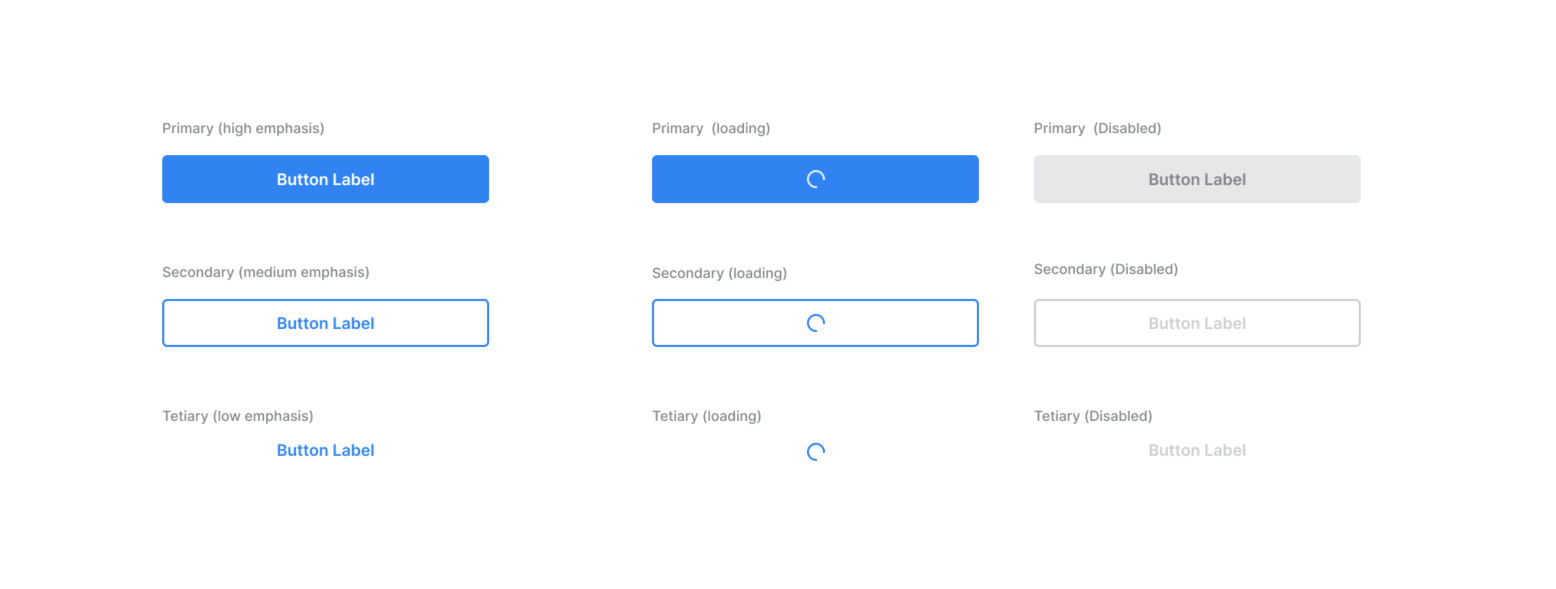 Primary (high emphasis)
Primary  (loading)
Primary  (Disabled)
Button Label
Button Label
Secondary (medium emphasis)
Secondary (loading)
Secondary (Disabled)
Button Label
Button Label
Tetiary (low emphasis)
Tetiary (loading)
Tetiary (Disabled)
Button Label
Button Label